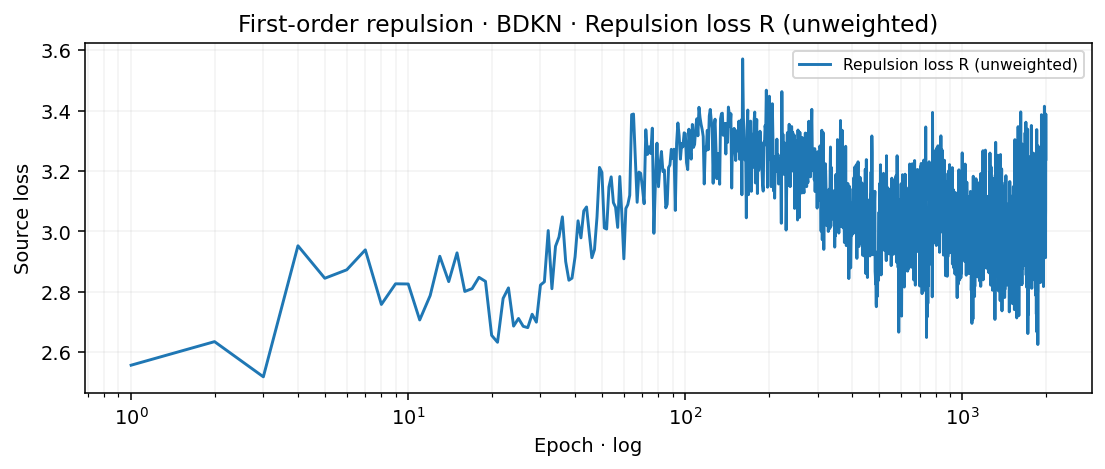 First-order repulsion · BDKN · Repulsion loss R (unweighted)
Repulsion loss R (unweighted)
Source loss
3.6
3.4
3.2
3.0
2.8
2.6
10⁰
10¹
10²
10³
Epoch · log